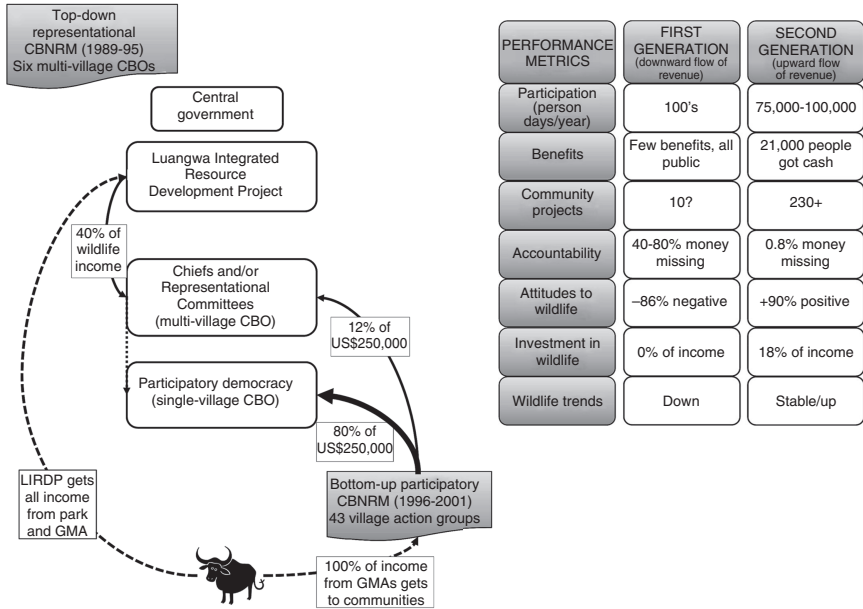 Top-down
representational
CBNRM (1989-95)
Six multi-village CBOs
Central
government
Luangwa Integrated
Resource
Development Project
40% of
wildlife
income
Chiefs and/or
Representational
Committees
(multi-village CBO)
12% of
US$250,000
Participatory democracy
(single-village CBO)
80% of
US$250,000
LIRDP gets
all income
from park
and GMA
Bottom-up participatory
CBNRM (1996-2001)
43 village action groups
100% of income
from GMAs gets
to communities
PERFORMANCE
METRICS
FIRST
GENERATION
(downward flow of
revenue)
SECOND
GENERATION
(upward flow
of revenue)
Participation
(person
days/year)
100's
75,000-100,000
Benefits
Few benefits, all
public
21,000 people
got cash
Community
projects
10?
230+
Accountability
40-80% money
missing
0.8% money
missing
Attitudes to
wildlife
–86% negative
+90% positive
Investment in
wildlife
0% of income
18% of income
Wildlife trends
Down
Stable/up